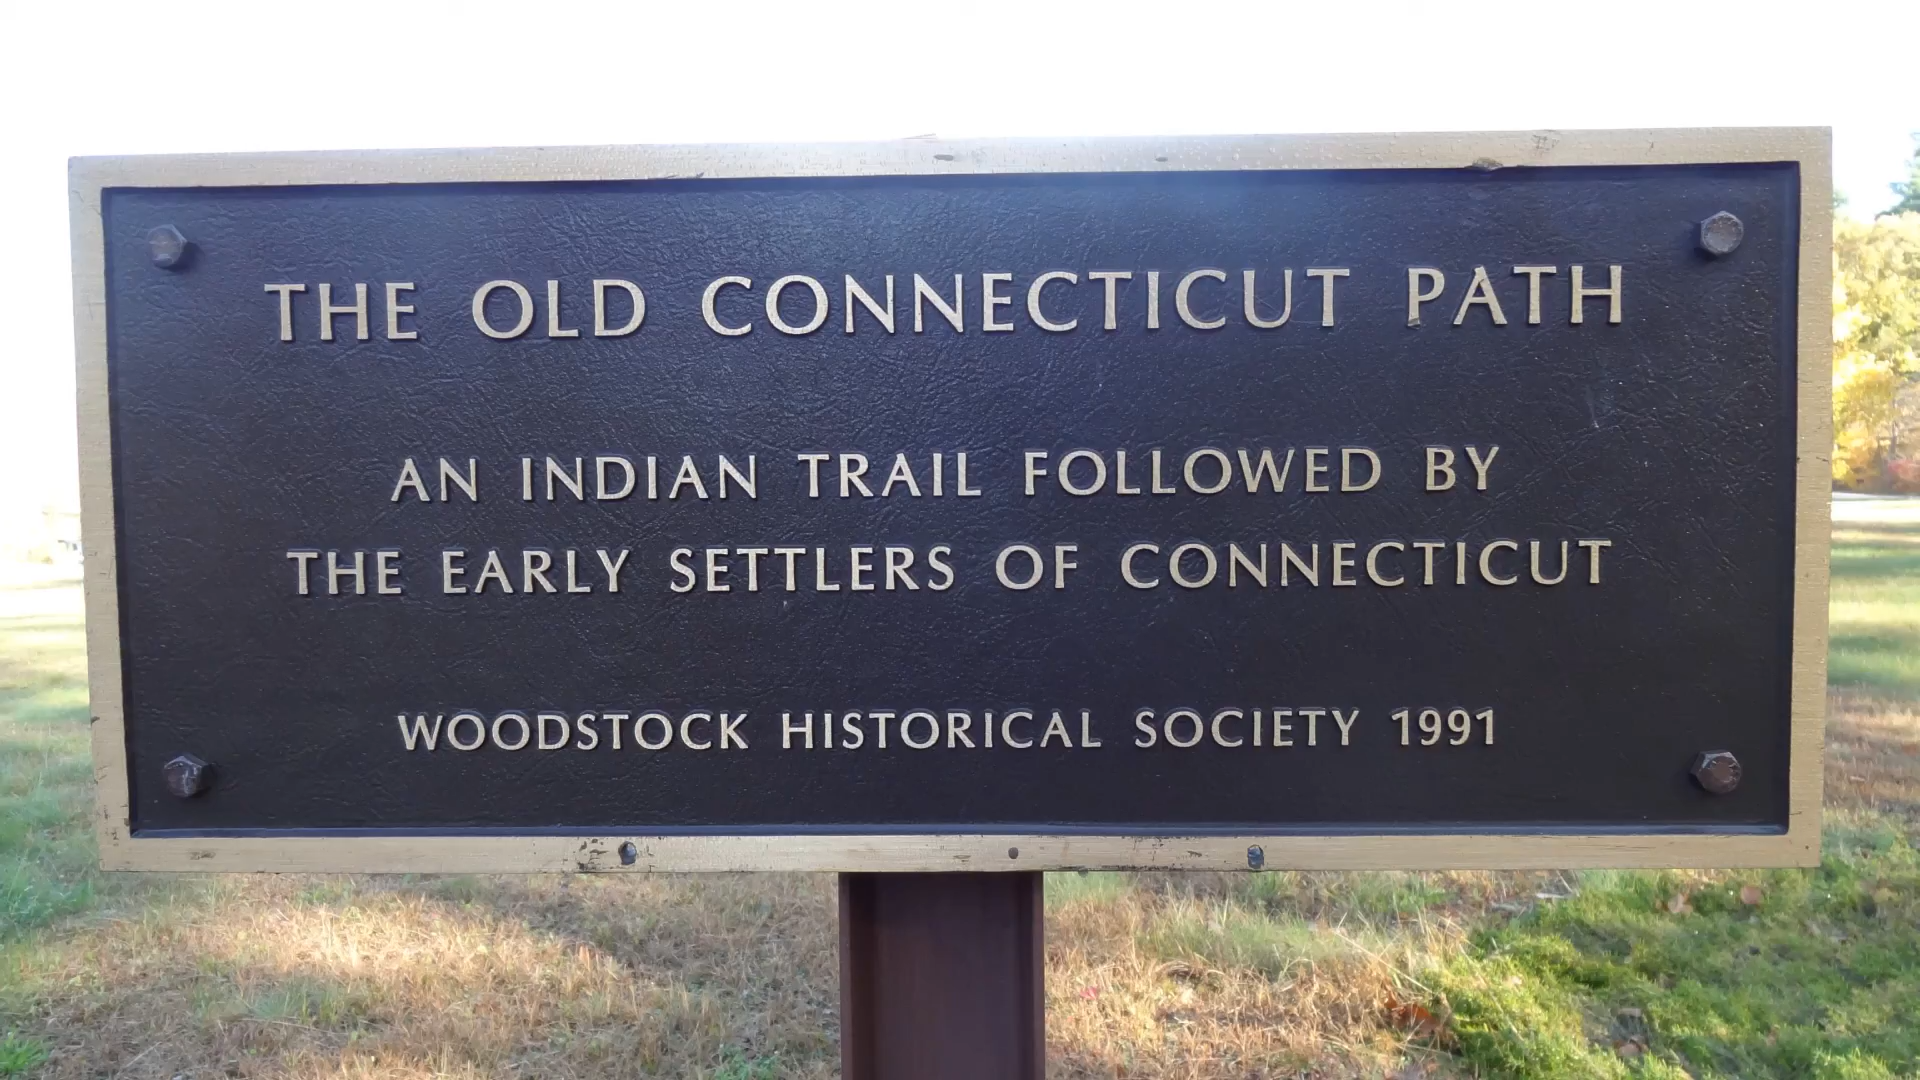 THE OLD CONNECTICUT PATH
AN INDIAN TRAIL FOLLOWED BY
THE EARLY SETTLERS OF CONNECTICUT
WOODSTOCK HISTORICAL SOCIETY 1991